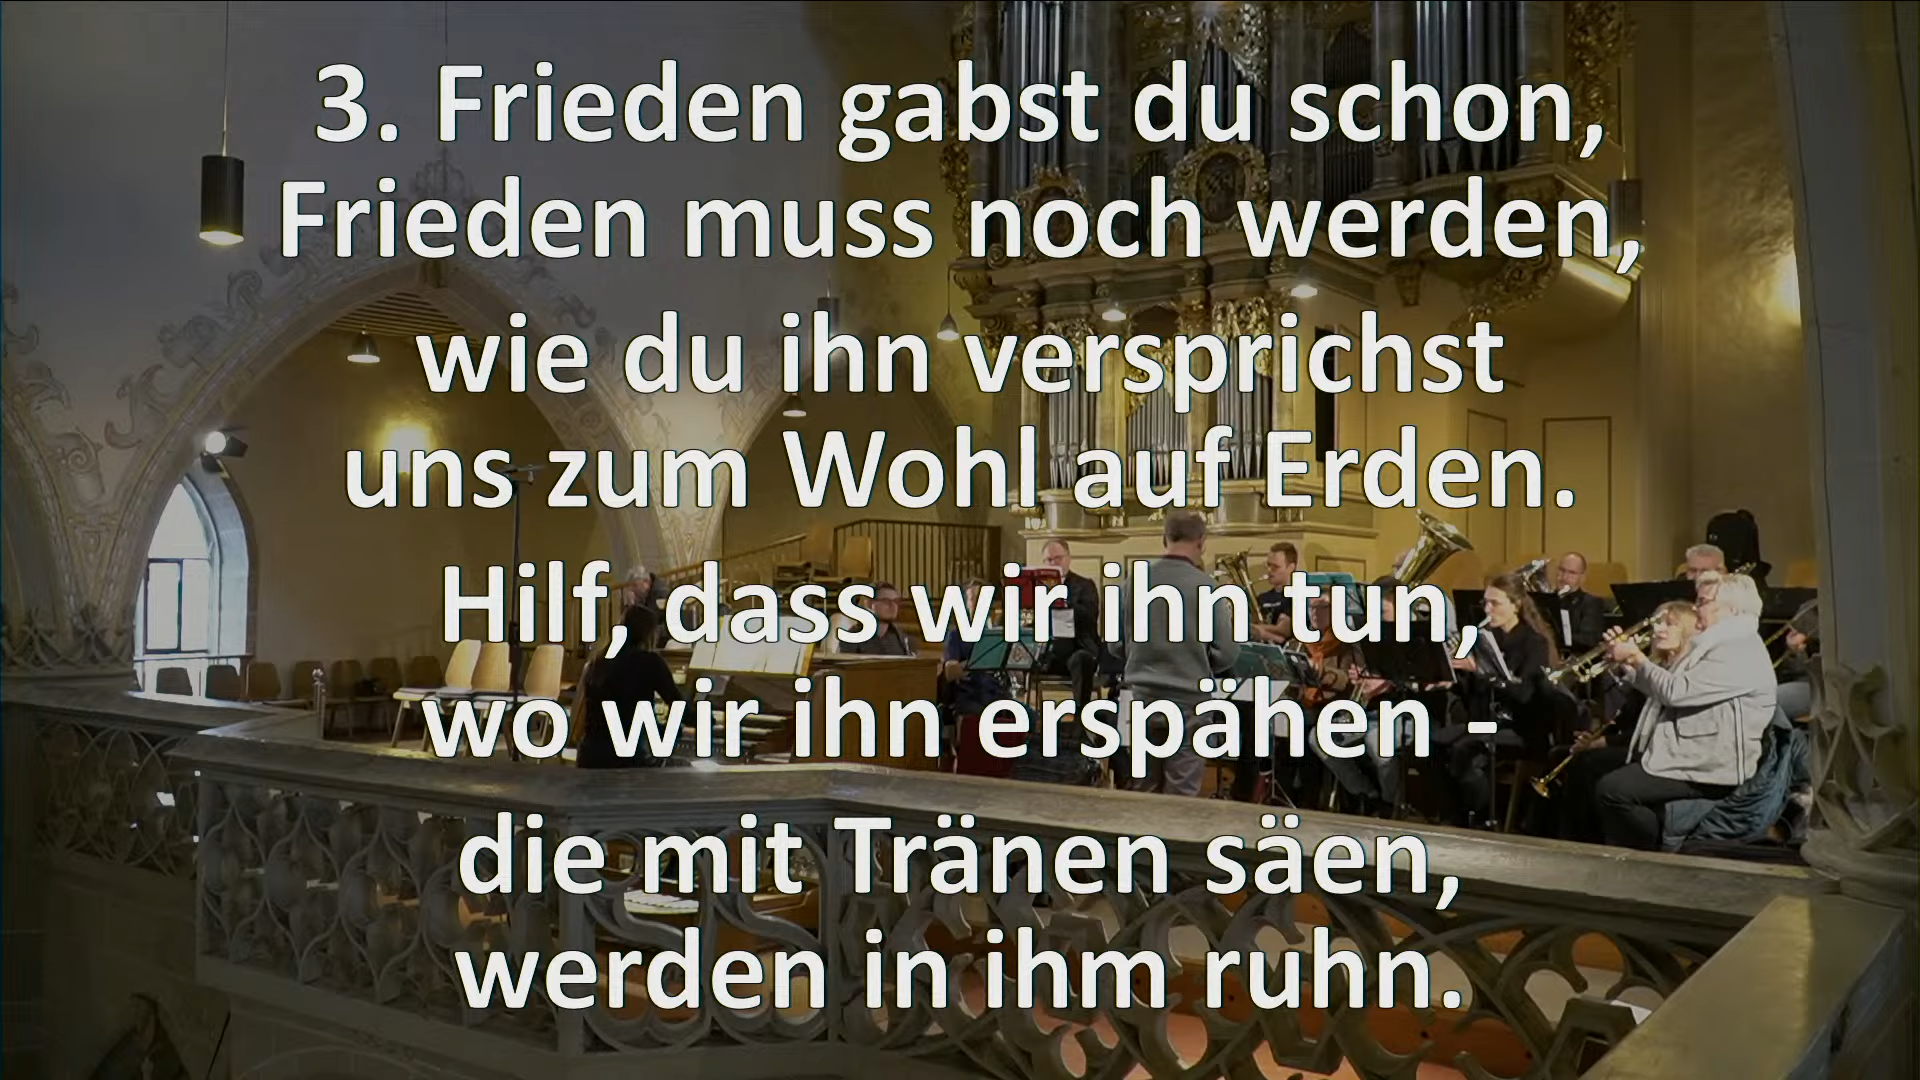 3. Frieden gabst du schon,
Frieden muss noch werden,
wie du ihn versprichst
uns zum Wohl auf Erden.
Hilf, dass wir ihn tun,
wo wir ihn erspähen -
die mit Tränen säen,
werden in ihm ruhn.